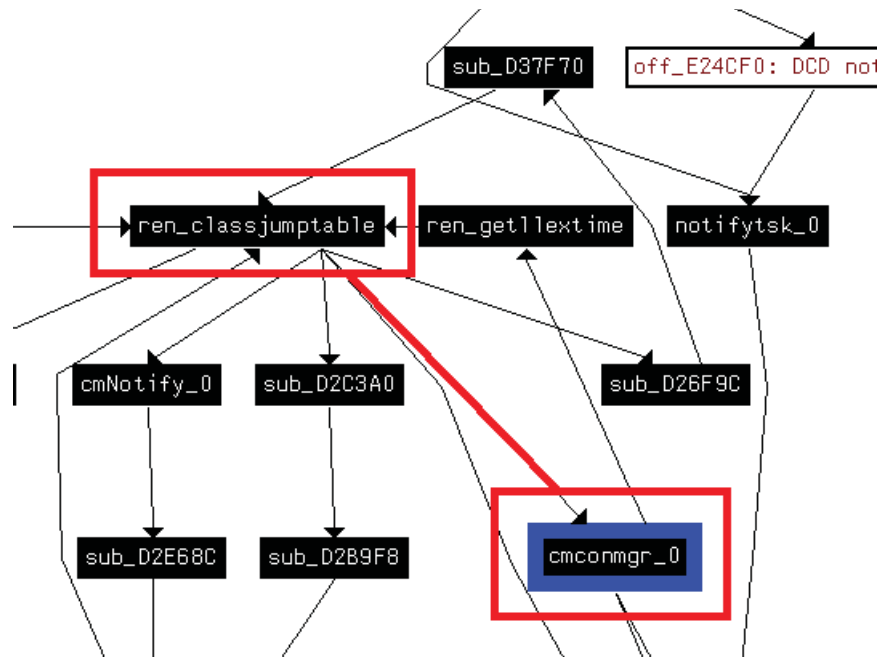 sub_D37F70
off_E24CF0: DCD not
ren_classjumptable
ren_getllextime
notifytsk_0
cmNotify_0
sub_D2C3A0
sub_D26F9C
sub_D2E68C
sub_D2B9F8
cmconmgr_0